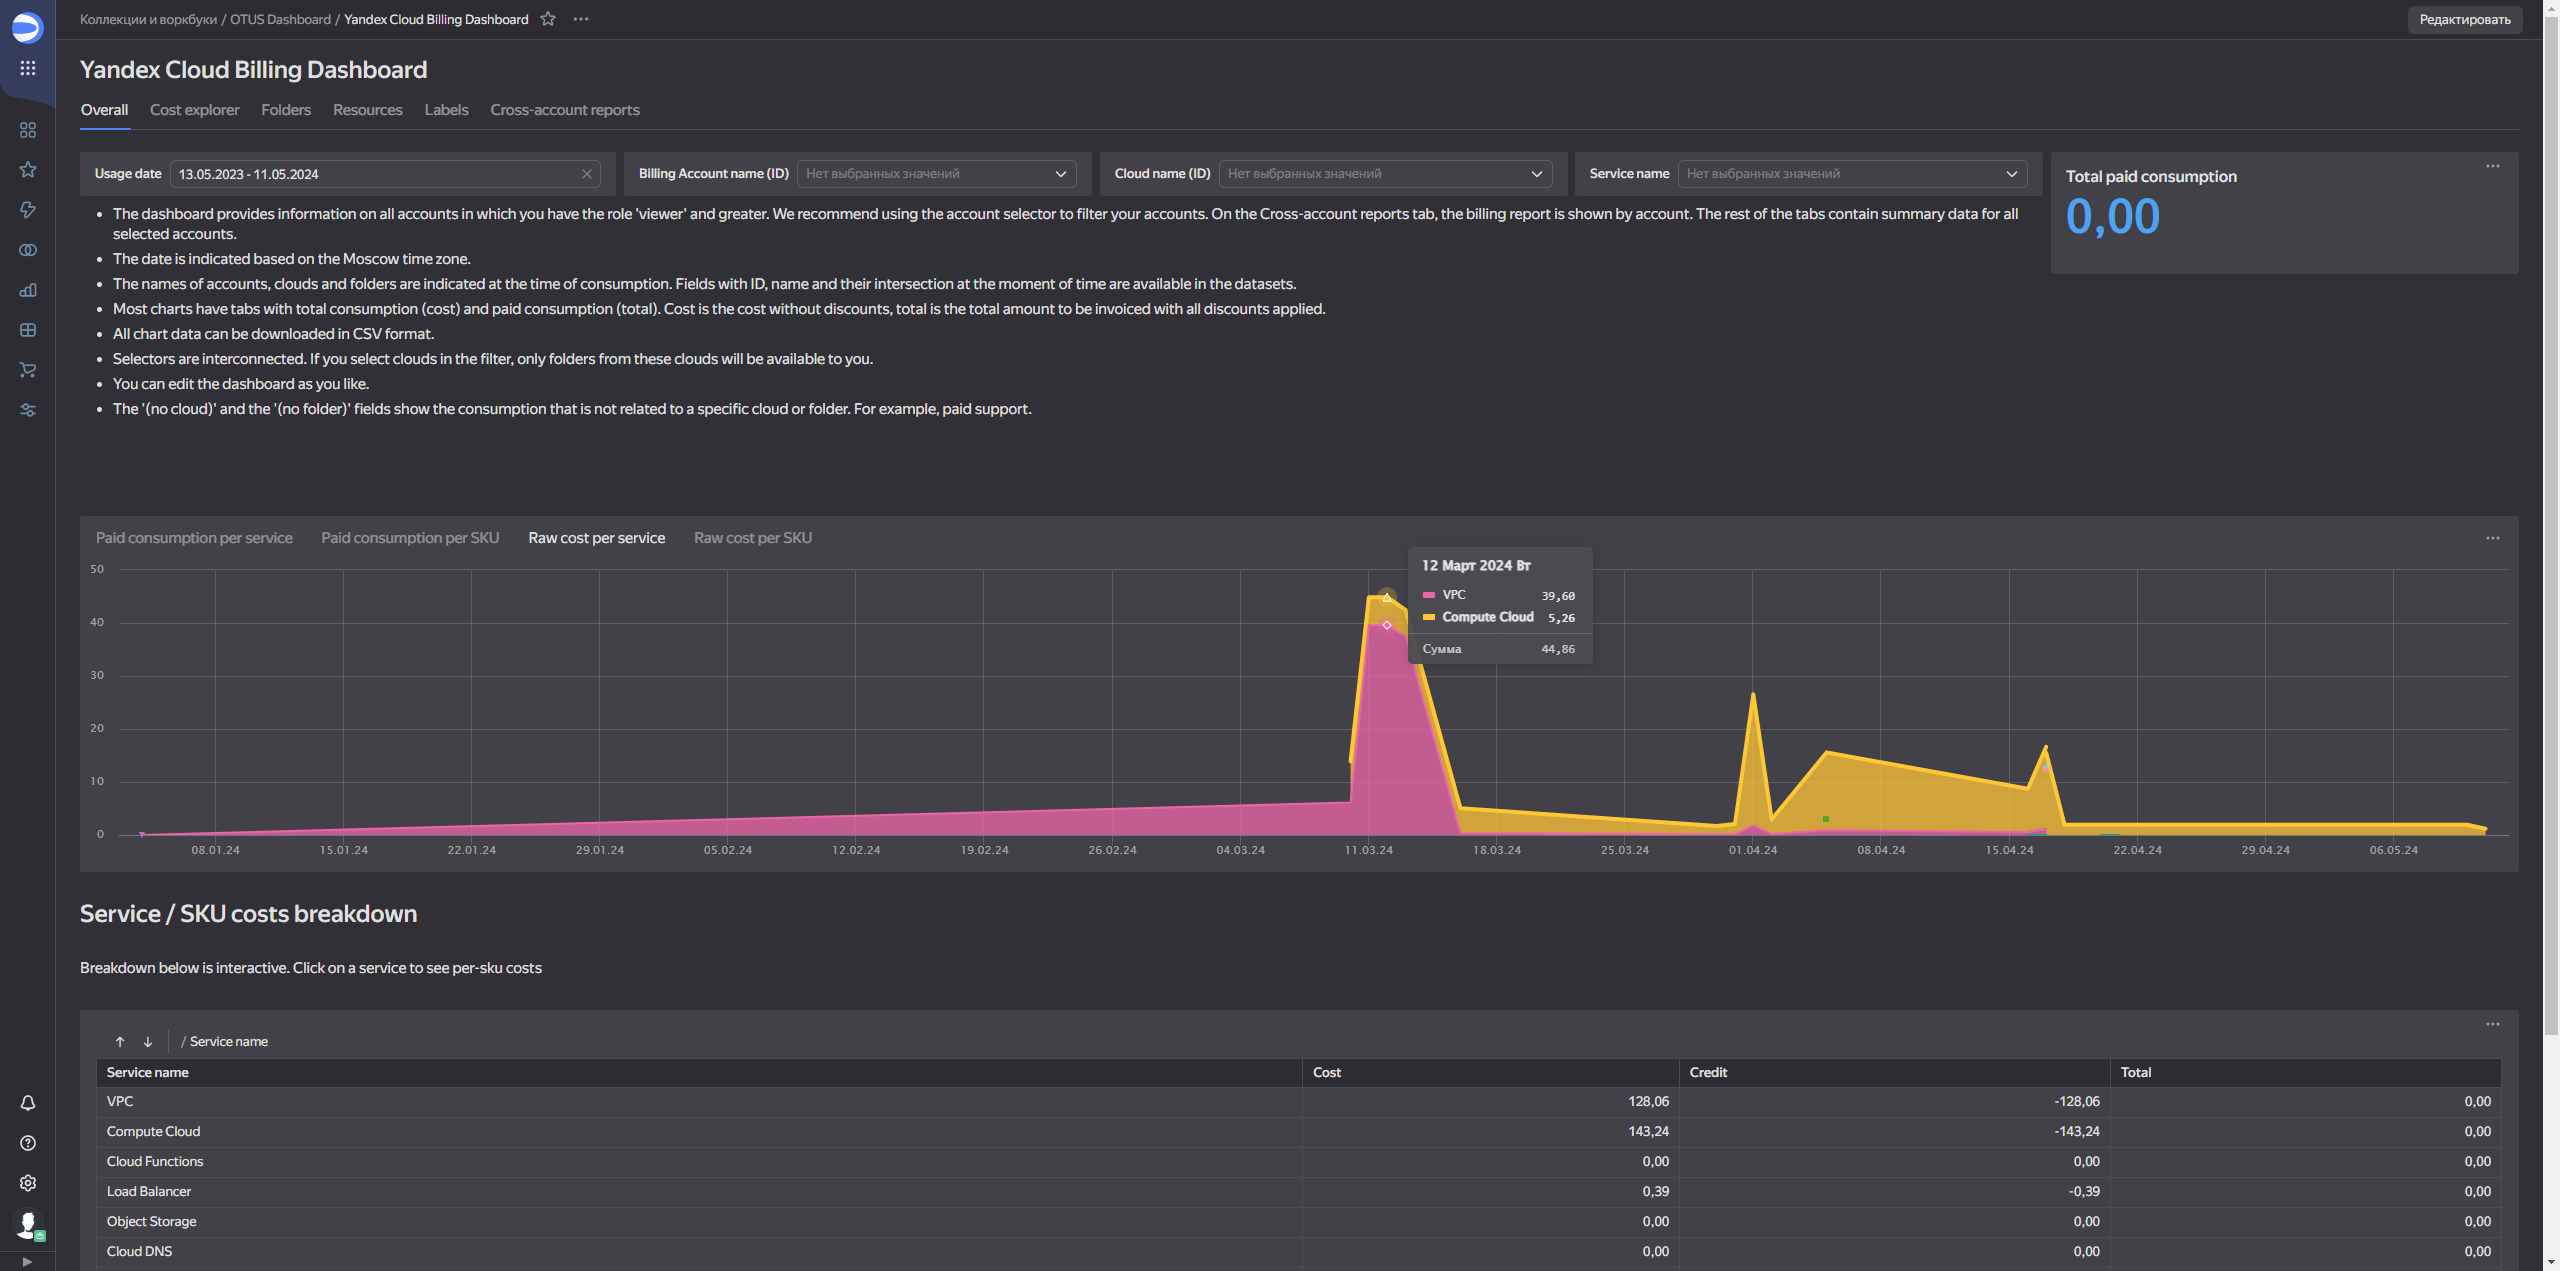 Коллекции и воркбуки / OTUS Dashboard / Yandex Cloud Billing Dashboard
Редактировать
Yandex Cloud Billing Dashboard
Overall Cost explorer Folders Resources Labels Cross-account reports
Usage date 13.05.2023 - 11.05.2024
Billing Account name (ID) Нет выбранных значений
Cloud name (ID) Нет выбранных значений
Service name Нет выбранных значений
Total paid consumption
0,00
• The dashboard provides information on all accounts in which you have the role 'viewer' and greater. We recommend using the account selector to filter your accounts. On the Cross-account reports tab, the billing report is shown by account. The rest of the tabs contain summary data for all
selected accounts.
• The date is indicated based on the Moscow time zone.
• The names of accounts, clouds and folders are indicated at the time of consumption. Fields with ID, name and their intersection at the moment of time are available in the datasets.
• Most charts have tabs with total consumption (cost) and paid consumption (total). Cost is the cost without discounts, total is the total amount to be invoiced with all discounts applied.
• All chart data can be downloaded in CSV format.
• Selectors are interconnected. If you select clouds in the filter, only folders from these clouds will be available to you.
• You can edit the dashboard as you like.
• The '(no cloud)' and the '(no folder)' fields show the consumption that is not related to a specific cloud or folder. For example, paid support.
Paid consumption per service Paid consumption per SKU Raw cost per service Raw cost per SKU
50
40
30
20
10
0
12 Март 2024 Вт
VPC 39,60
Compute Cloud 5,26
Сумма 44,86
08.01.24 15.01.24 22.01.24 29.01.24 05.02.24 12.02.24 19.02.24 26.02.24 04.03.24 11.03.24 18.03.24 25.03.24 01.04.24 08.04.24 15.04.24 22.04.24 29.04.24 06.05.24
Service / SKU costs breakdown
Breakdown below is interactive. Click on a service to see per-sku costs
/ Service name
Service name Cost Credit Total
VPC 128,06 -128,06 0,00
Compute Cloud 143,24 -143,24 0,00
Cloud Functions 0,00 0,00 0,00
Load Balancer 0,39 -0,39 0,00
Object Storage 0,00 0,00 0,00
Cloud DNS 0,00 0,00 0,00